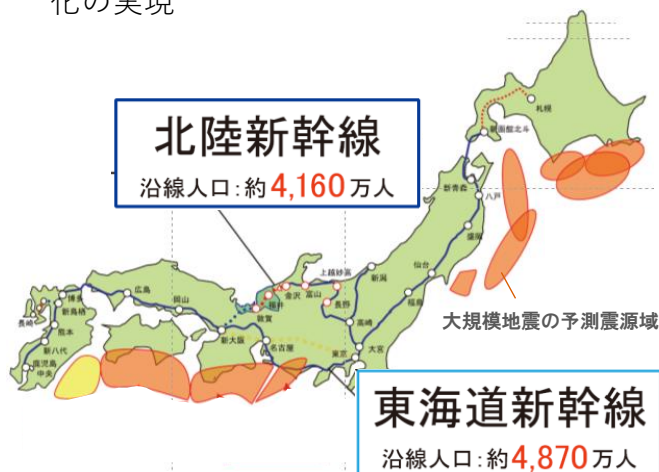 化の実現
札幌
新函館北斗
北陸新幹線
沿線人口:約4,160万人
新青森
八戸
盛岡
仙台
福島
新潟
上越妙高
長野
高崎
大宮
東京
富山
金沢
福井
敦賀
名古屋
新大阪
岡山
広島
博多
新鳥栖
長崎
熊本
新八代
鹿児島
中央
大規模地震の予測震源域
東海道新幹線
沿線人口:約4,870万人